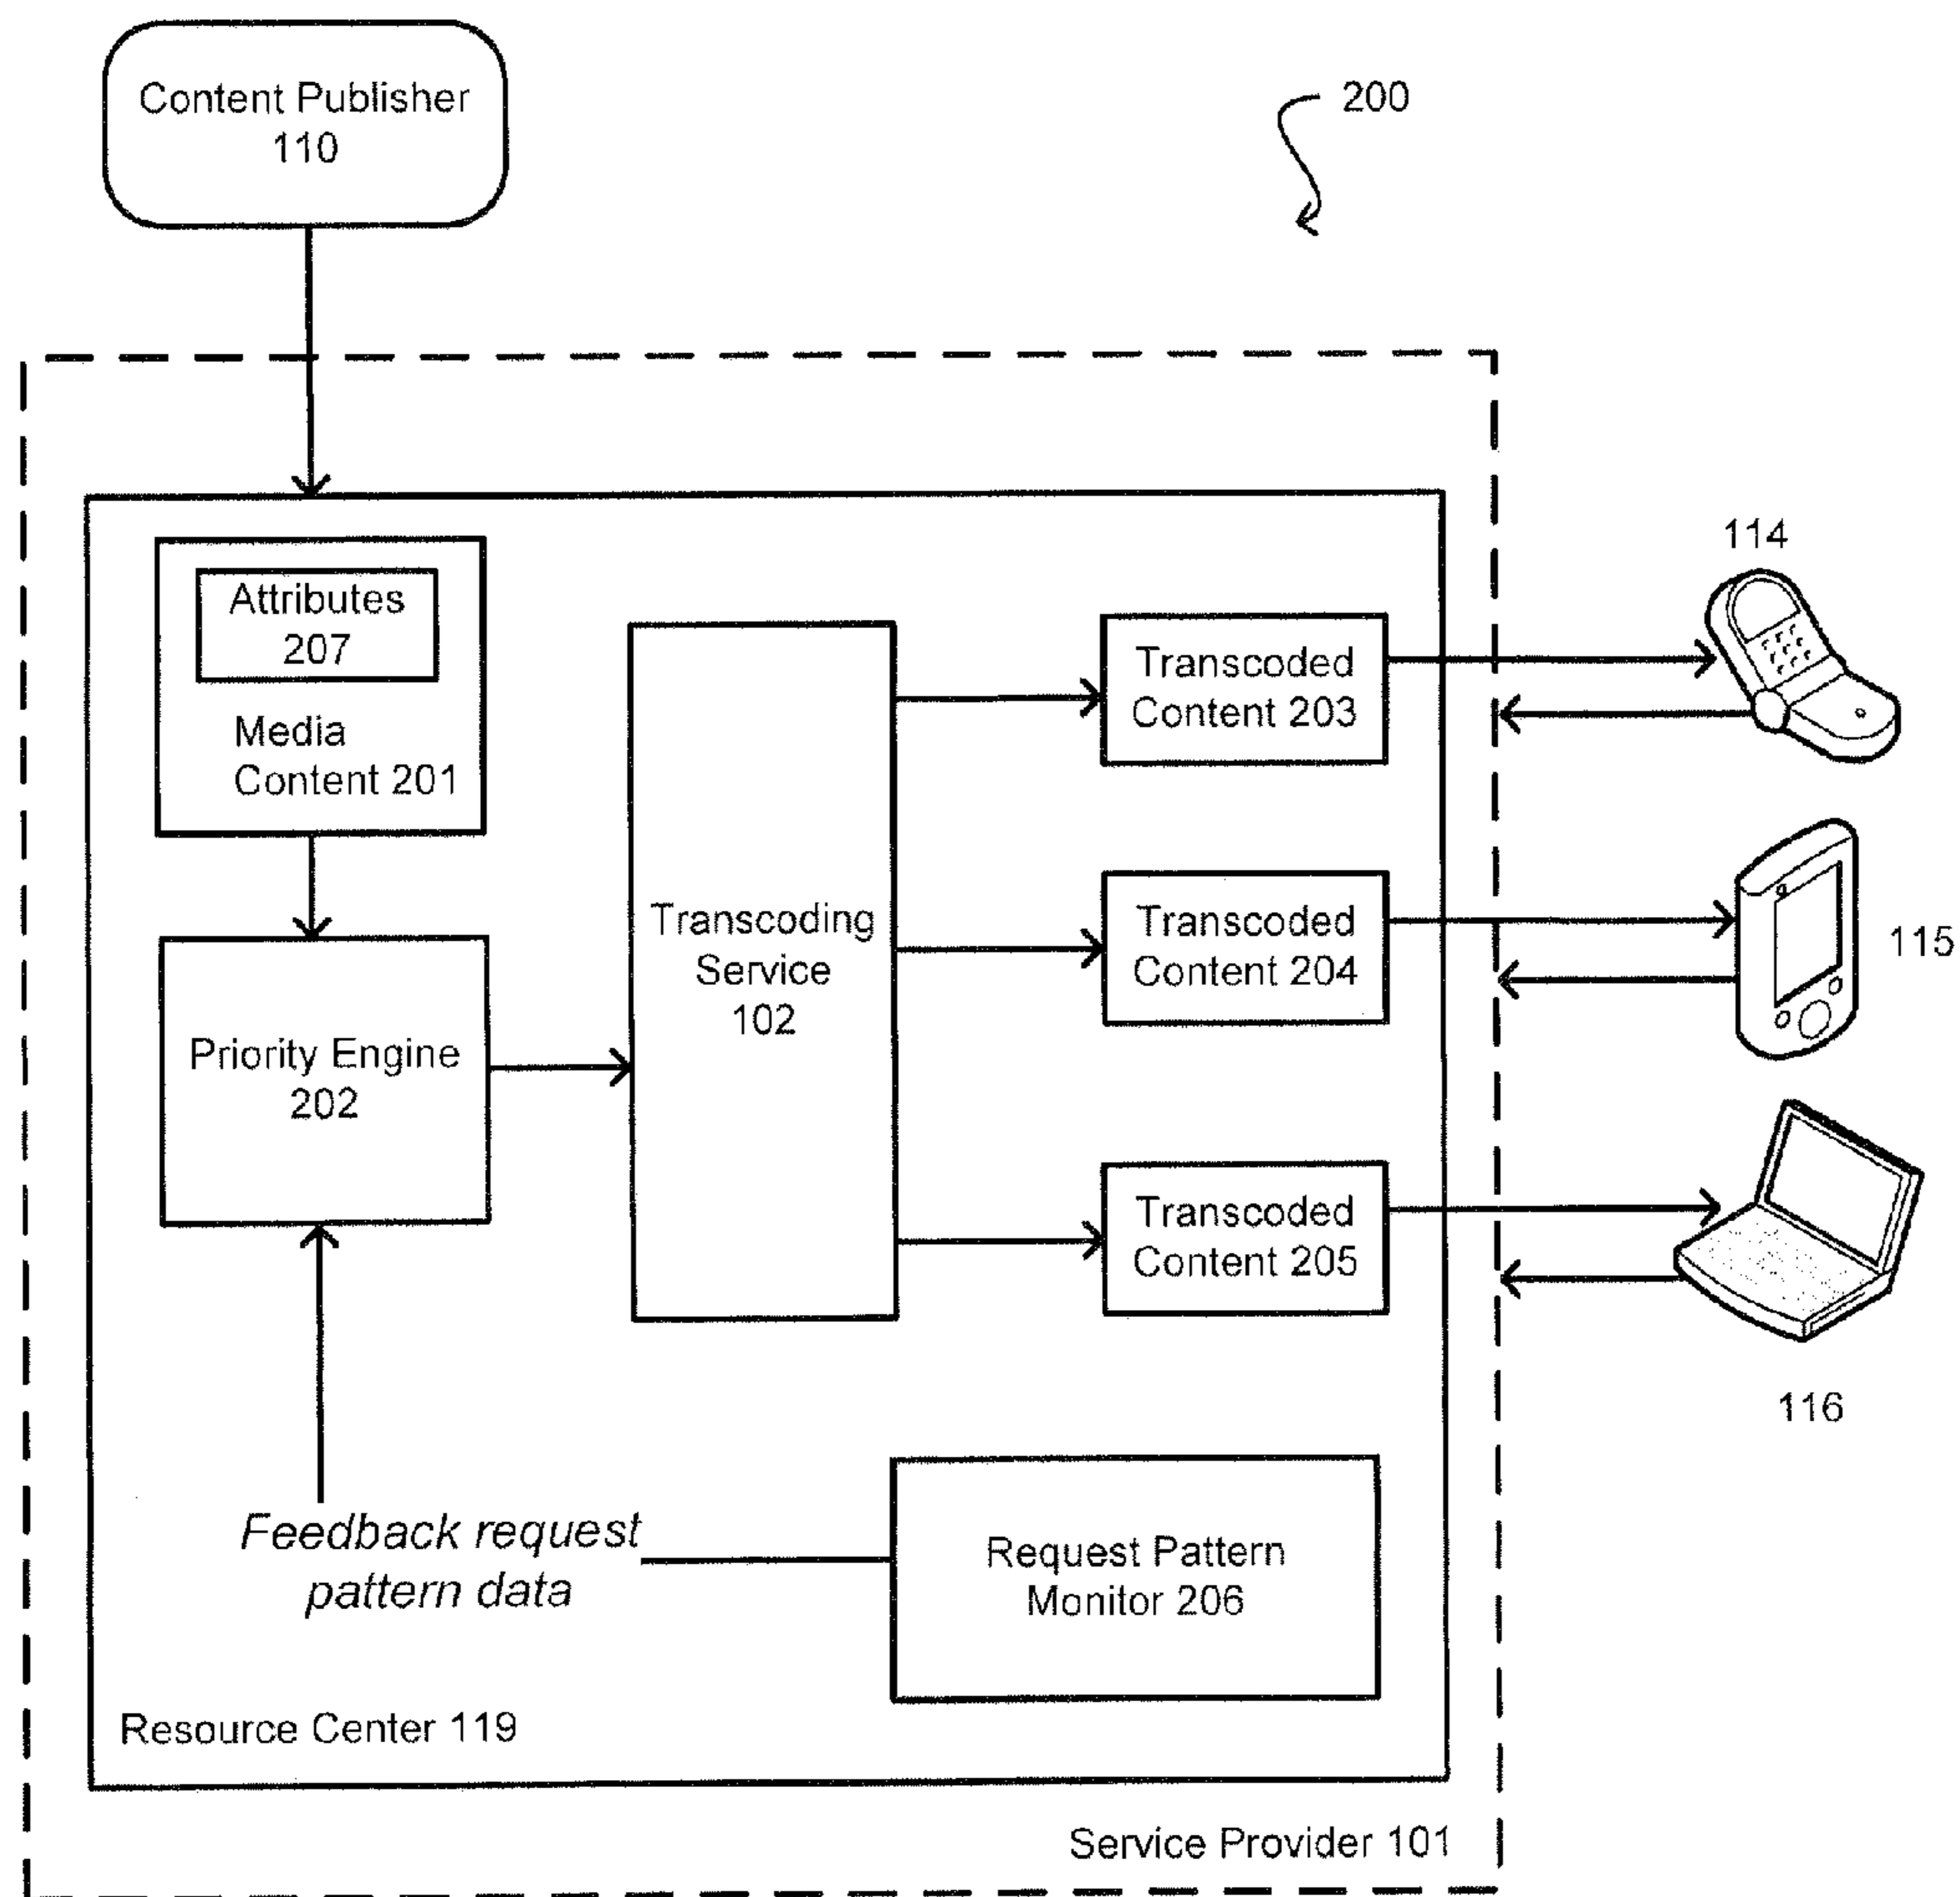 Content Publisher
110
200
Attributes
207
Media
Content 201
Priority Engine
202
Transcoding
Service
102
Transcoded
Content 203
Transcoded
Content 204
Transcoded
Content 205
114
115
116
Feedback request
pattern data
Request Pattern
Monitor 206
Resource Center 119
Service Provider 101